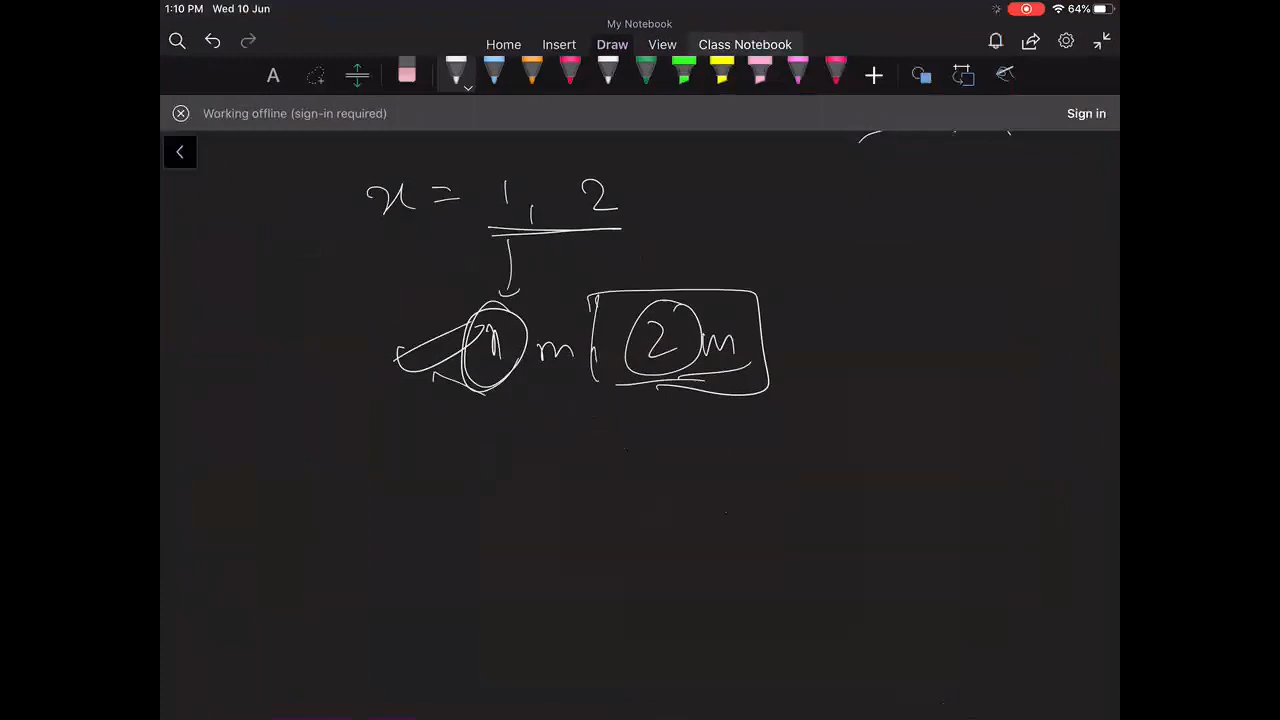 1:10 PM Wed 10 Jun
64%
My Notebook
Home Insert Draw View Class Notebook
A
Working offline (sign-in required)
Sign in
x = 1, 2
1 m 2 m